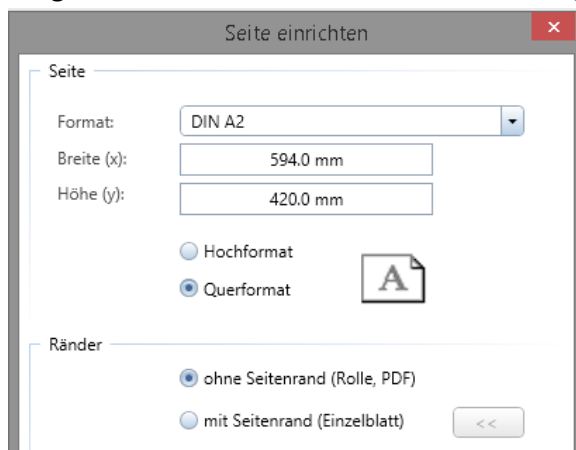 Seite einrichten
Seite
Format: DIN A2
Breite (x): 594.0 mm
Höhe (y): 420.0 mm
Hochformat
Querformat
A
Ränder
ohne Seitenrand (Rolle, PDF)
mit Seitenrand (Einzelblatt) <<